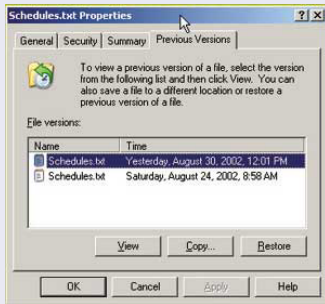 Schedules.txt Properties
General Security Summary Previous Versions
To view a previous version of a file, select the version
from the following list and then click View. You can
also save a file to a different location or restore a
previous version of a file.
File versions:
Name Time
Schedules.txt Yesterday, August 30, 2002, 12:01 PM
Schedules.txt Saturday, August 24, 2002, 8:58 AM
View Copy... Restore
OK Cancel Apply Help